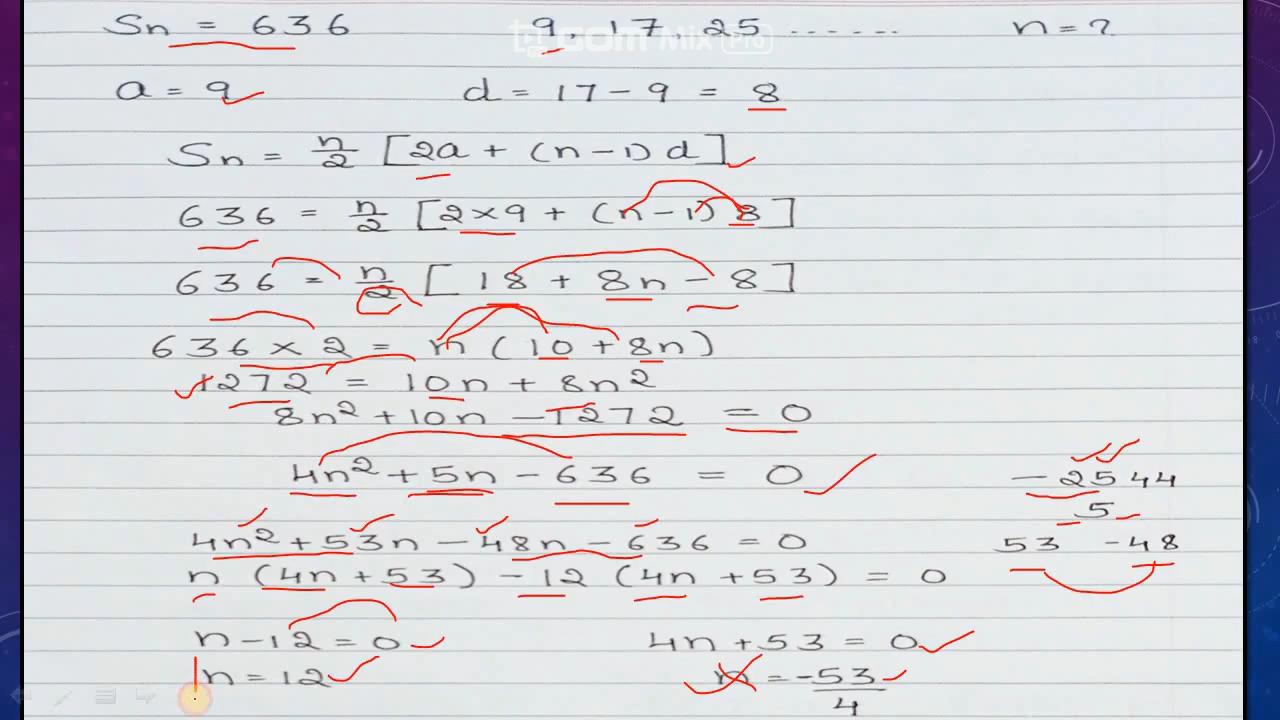 Sn = 636 9, 17, 25 ...... n = ?
GOM Mix Pro
a = 9 d = 17 - 9 = 8
Sn = n/2 [2a + (n - 1) d]
636 = n/2 [2 × 9 + (n - 1) 8]
636 = n/2 [18 + 8n - 8]
636 × 2 = n (10 + 8n)
1272 = 10n + 8n²
8n² + 10n - 1272 = 0
4n² + 5n - 636 = 0 - 2544
5
4n² + 53n - 48n - 636 = 0 53 - 48
n (4n + 53) - 12 (4n + 53) = 0
n - 12 = 0 4n + 53 = 0
n = 12 n = -53/4